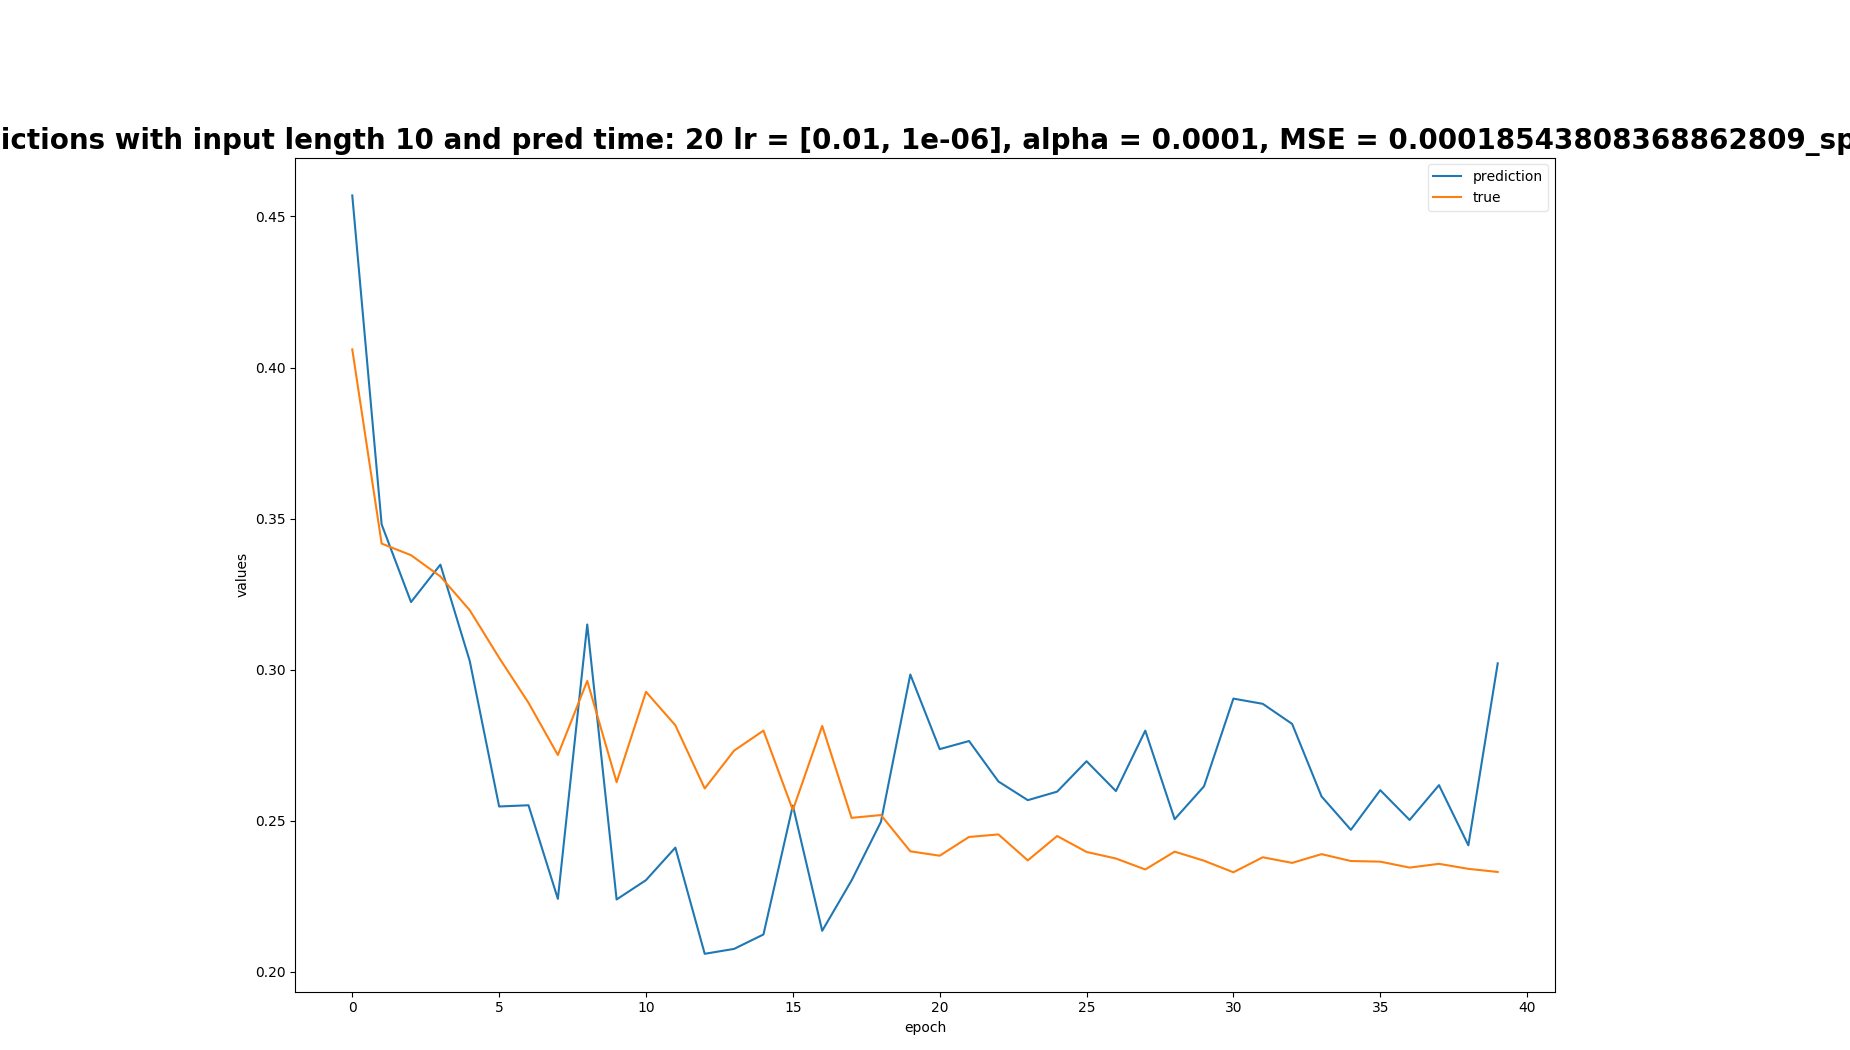 ictions with input length 10 and pred time: 20 lr = [0.01, 1e-06], alpha = 0.0001, MSE = 0.00018543808368862809_sp
prediction
true
0.45
0.40
0.35
0.30
0.25
0.20
values
0 5 10 15 20 25 30 35 40
epoch